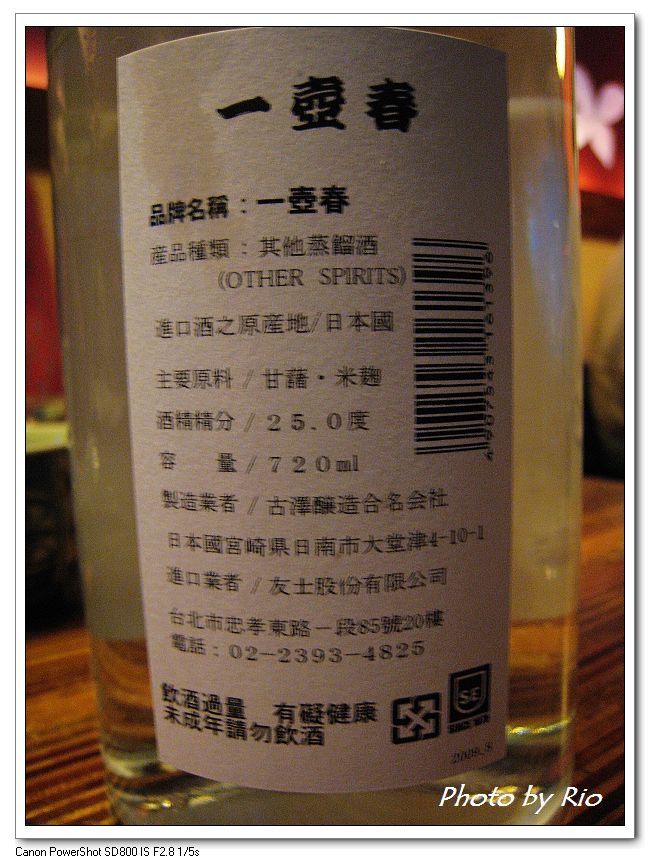 一壺春
品牌名稱：一壺春
産品種類：其他蒸餾酒
(OTHER SPIRITS)
進口酒之原産地/日本國
主要原料 / 甘藷・米麹
酒精精分 / 25.0度
容 量 / 720ml
製造業者 / 古澤醸造合名会社
日本國宮崎県日南市大堂津4-10-1
進口業者 / 友士股份有限公司
台北市忠孝東路一段85號20樓
電話：02-2393-4825
飲酒過量 有礙健康
未成年請勿飲酒
SE
Photo by Rio
Canon PowerShot SD800 IS F2.8 1/5s